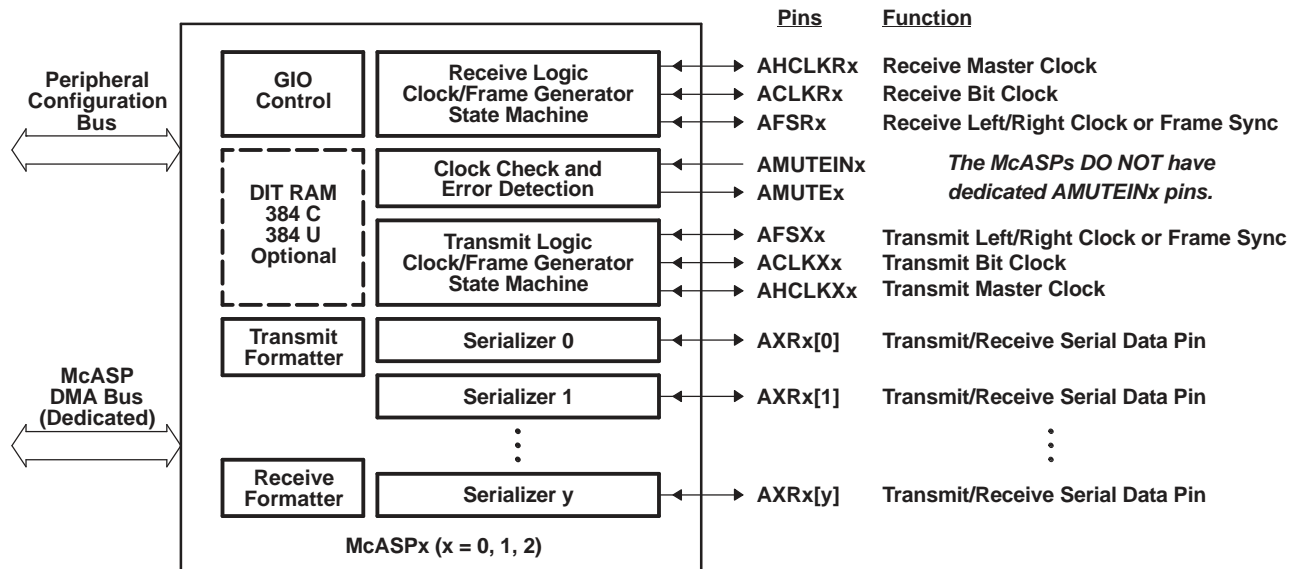 Pins Function
Peripheral
Configuration
Bus
GIO
Control
Receive Logic
Clock/Frame Generator
State Machine
AHCLKRx Receive Master Clock
ACLKRx Receive Bit Clock
AFSRx Receive Left/Right Clock or Frame Sync
DIT RAM
384 C
384 U
Optional
Clock Check and
Error Detection
AMUTEINx
AMUTEx
The McASPs DO NOT have
dedicated AMUTEINx pins.
Transmit Logic
Clock/Frame Generator
State Machine
AFSXx Transmit Left/Right Clock or Frame Sync
ACLKXx Transmit Bit Clock
AHCLKXx Transmit Master Clock
Transmit
Formatter
Serializer 0
AXRx[0] Transmit/Receive Serial Data Pin
McASP
DMA Bus
(Dedicated)
Serializer 1
AXRx[1] Transmit/Receive Serial Data Pin
Receive
Formatter
Serializer y
AXRx[y] Transmit/Receive Serial Data Pin
McASPx (x = 0, 1, 2)